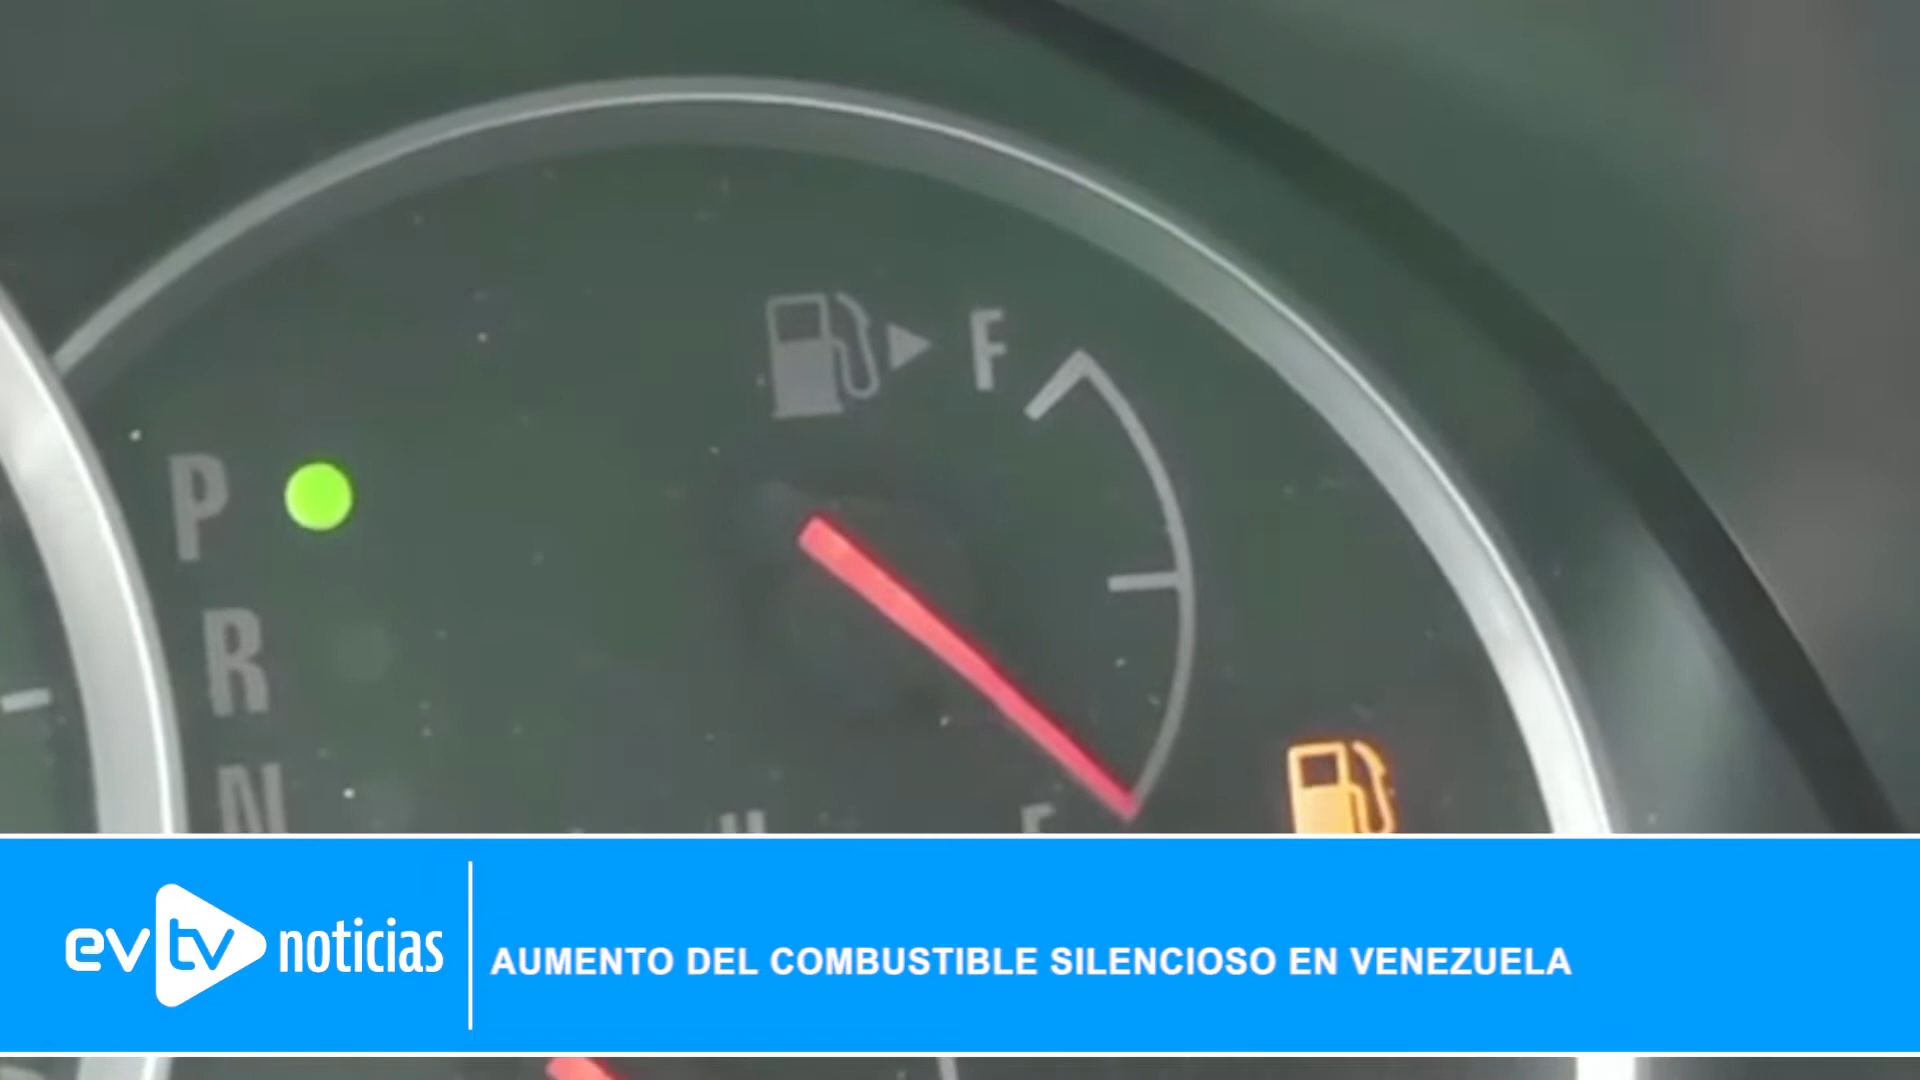 F
P
R
N
H
E
evtv noticias
AUMENTO DEL COMBUSTIBLE SILENCIOSO EN VENEZUELA